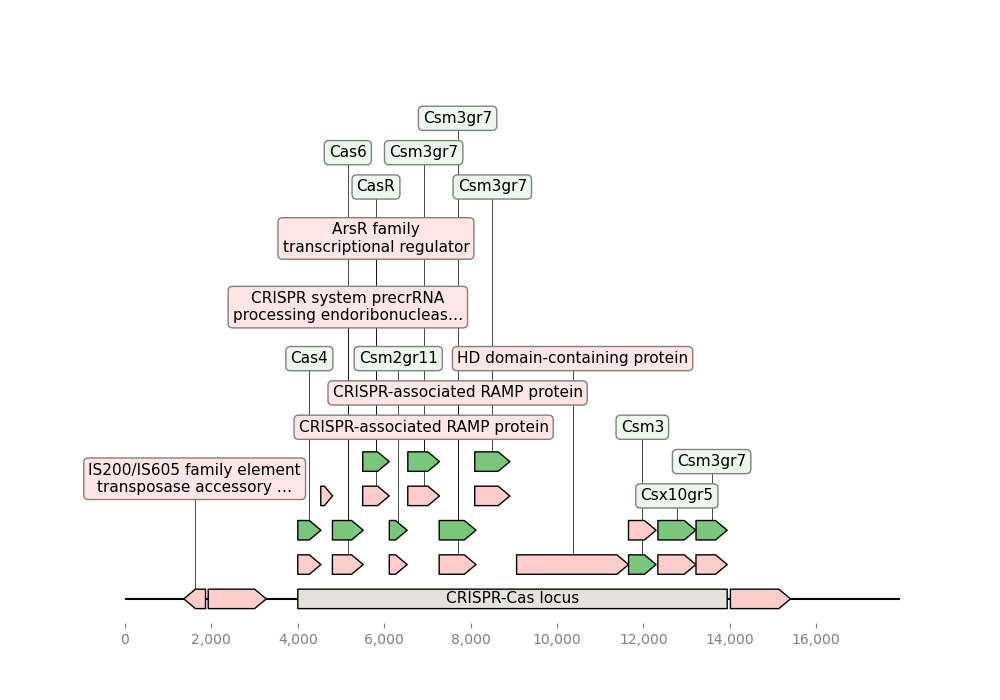 Csm3gr7
Cas6
Csm3gr7
CasR
Csm3gr7
ArsR family
transcriptional regulator
CRISPR system precrRNA
processing endoribonucleas…
Cas4
Csm2gr11
HD domain-containing protein
CRISPR-associated RAMP protein
CRISPR-associated RAMP protein
Csm3
Csm3gr7
IS200/IS605 family element
transposase accessory …
Csx10gr5
CRISPR-Cas locus
0
2,000
4,000
6,000
8,000
10,000
12,000
14,000
16,000